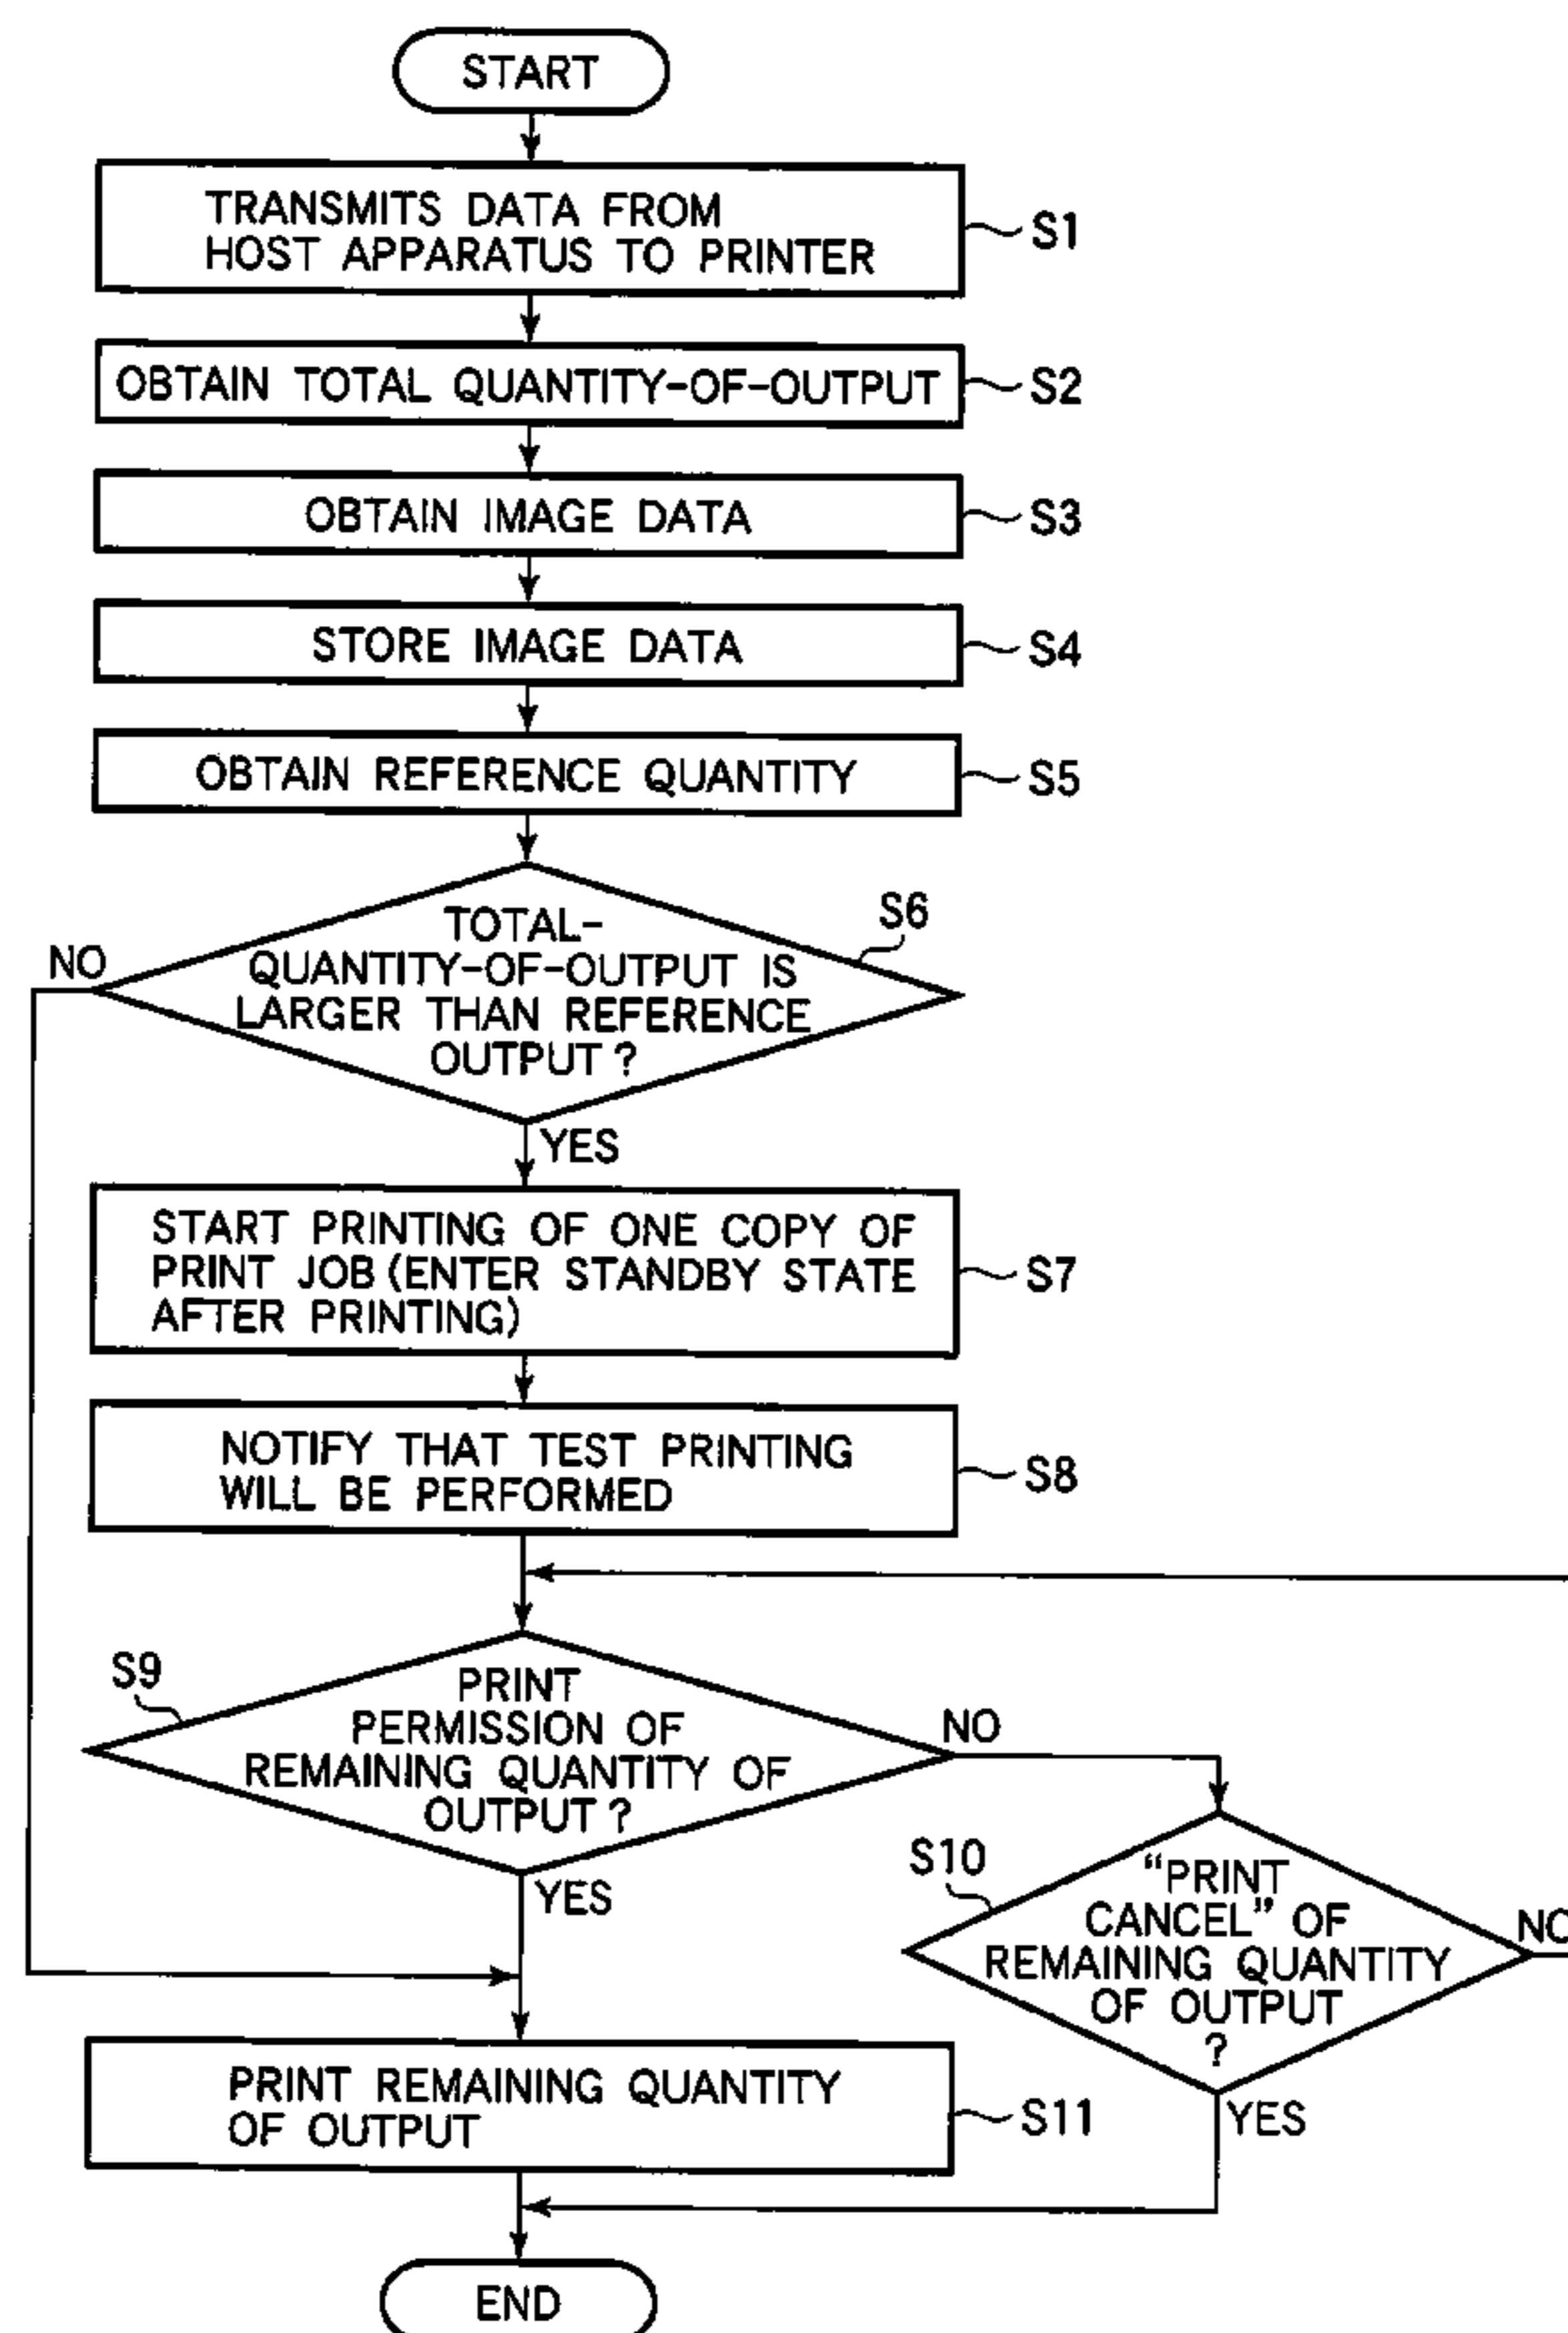 START
TRANSMITS DATA FROM
HOST APPARATUS TO PRINTER
S1
OBTAIN TOTAL QUANTITY-OF-OUTPUT
S2
OBTAIN IMAGE DATA
S3
STORE IMAGE DATA
S4
OBTAIN REFERENCE QUANTITY
S5
S6
NO
TOTAL-
QUANTITY-OF-OUTPUT IS
LARGER THAN REFERENCE
OUTPUT?
YES
START PRINTING OF ONE COPY OF
PRINT JOB (ENTER STANDBY STATE
AFTER PRINTING)
S7
NOTIFY THAT TEST PRINTING
WILL BE PERFORMED
S8
S9
PRINT
PERMISSION OF
REMAINING QUANTITY OF
OUTPUT?
NO
YES
S10
"PRINT
CANCEL" OF
REMAINING QUANTITY
OF OUTPUT
?
NO
YES
PRINT REMAINING QUANTITY
OF OUTPUT
S11
END